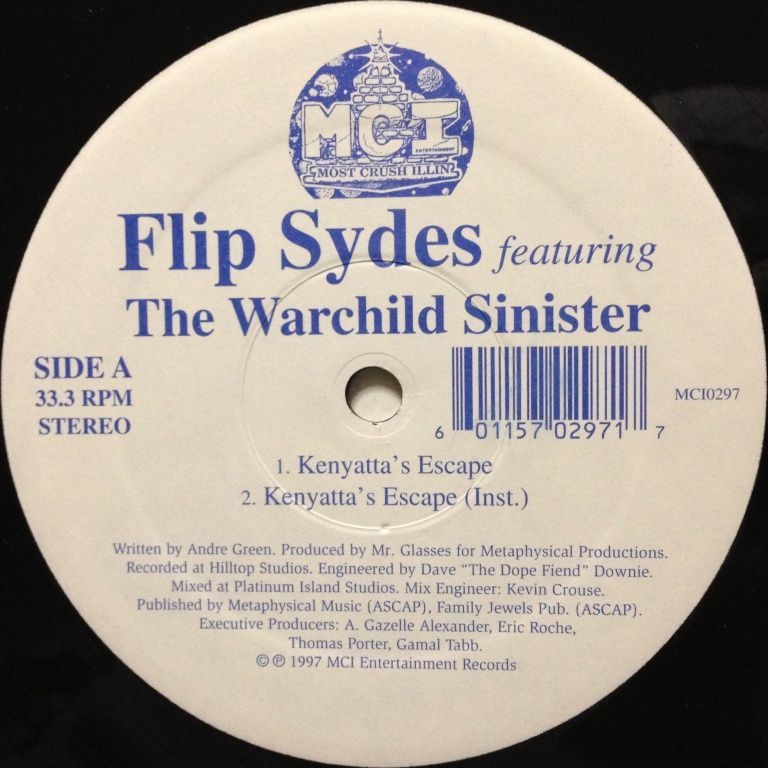 MC-I
ENTERTAINMENT
MOST CRUSH ILLIN
Flip Sydes featuring
The Warchild Sinister
SIDE A
33.3 RPM
STEREO
MCI0297
6 01157 02971 7
1. Kenyatta's Escape
2. Kenyatta's Escape (Inst.)
Written by Andre Green. Produced by Mr. Glasses for Metaphysical Productions.
Recorded at Hilltop Studios. Engineered by Dave "The Dope Fiend" Downie.
Mixed at Platinum Island Studios. Mix Engineer: Kevin Crouse.
Published by Metaphysical Music (ASCAP), Family Jewels Pub. (ASCAP).
Executive Producers: A. Gazelle Alexander, Eric Roche,
Thomas Porter, Gamal Tabb.
© ℗ 1997 MCI Entertainment Records